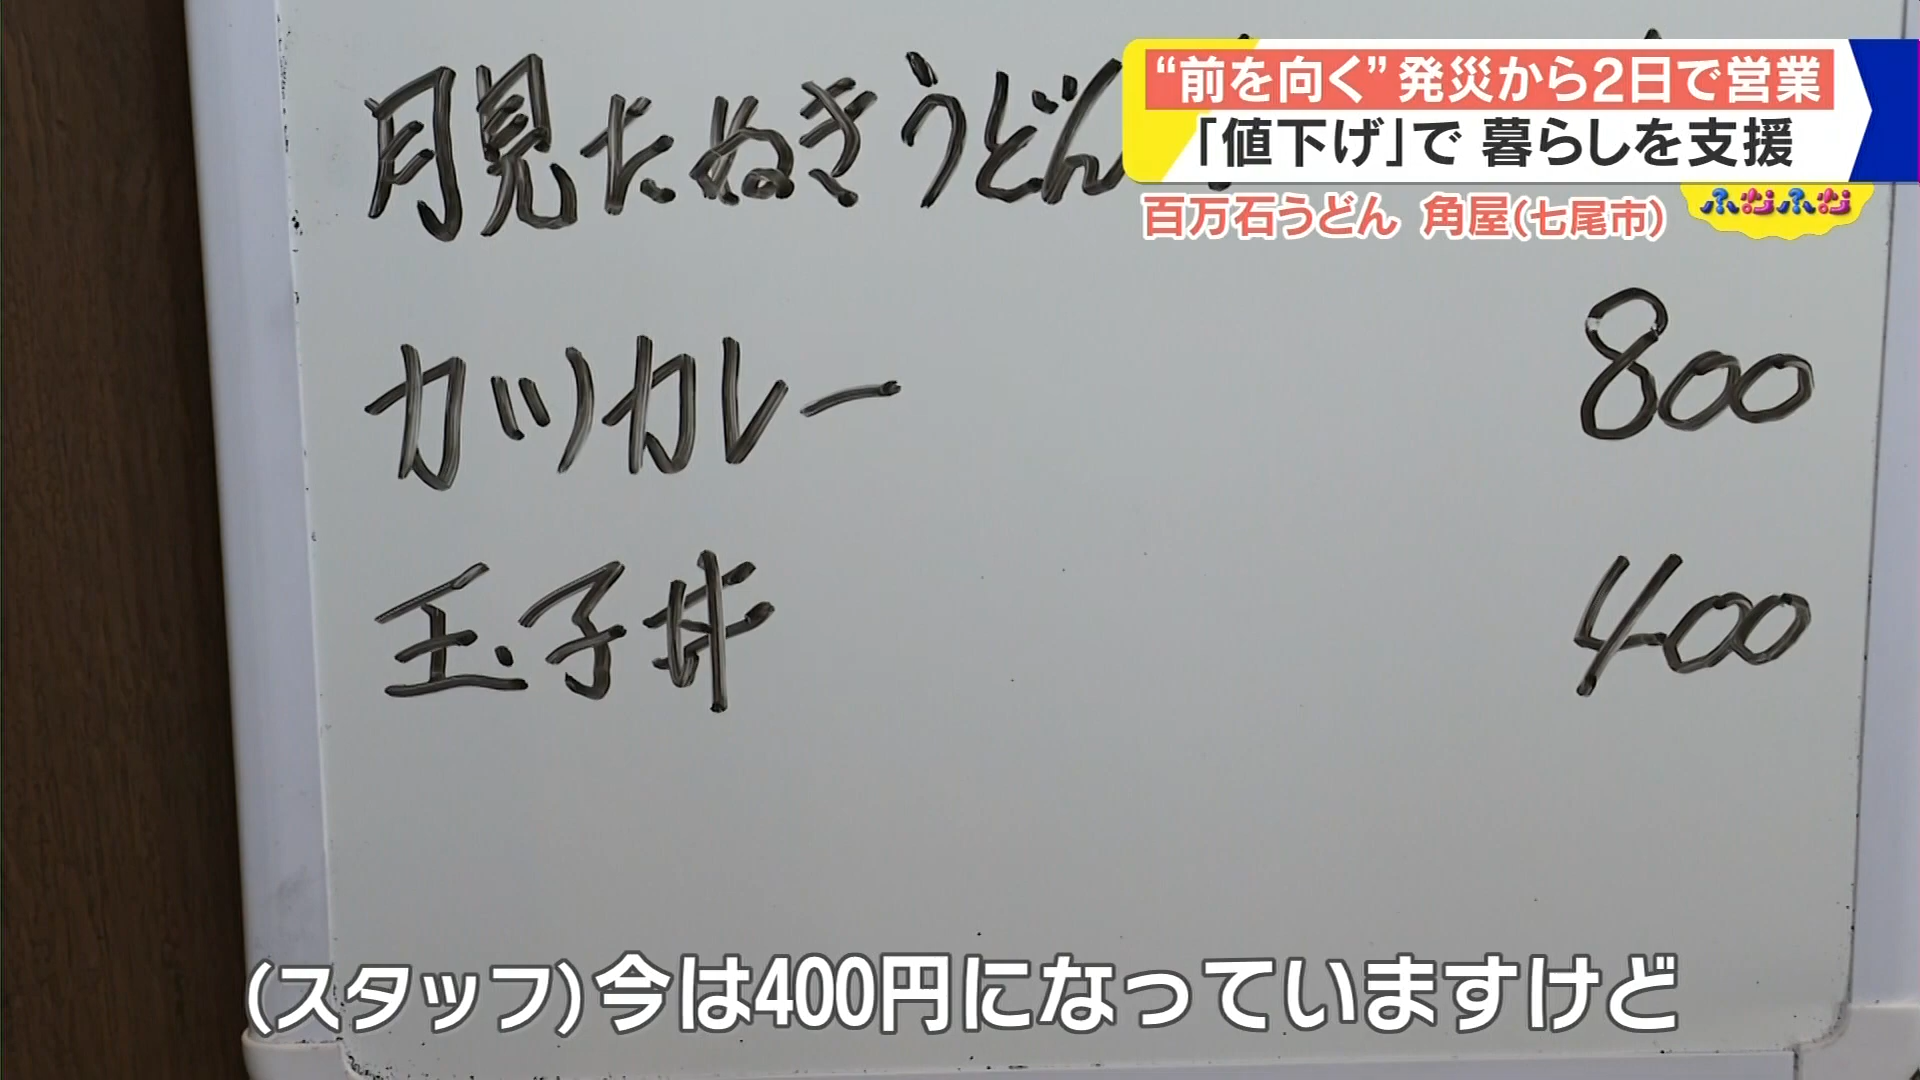 “前を向く”発災から2日で営業
「値下げ」で 暮らしを支援
百万石うどん 角屋(七尾市)
ふむふむ
月見たぬきうどん
カツカレー 800
玉子丼 400
(スタッフ)今は400円になっていますけど